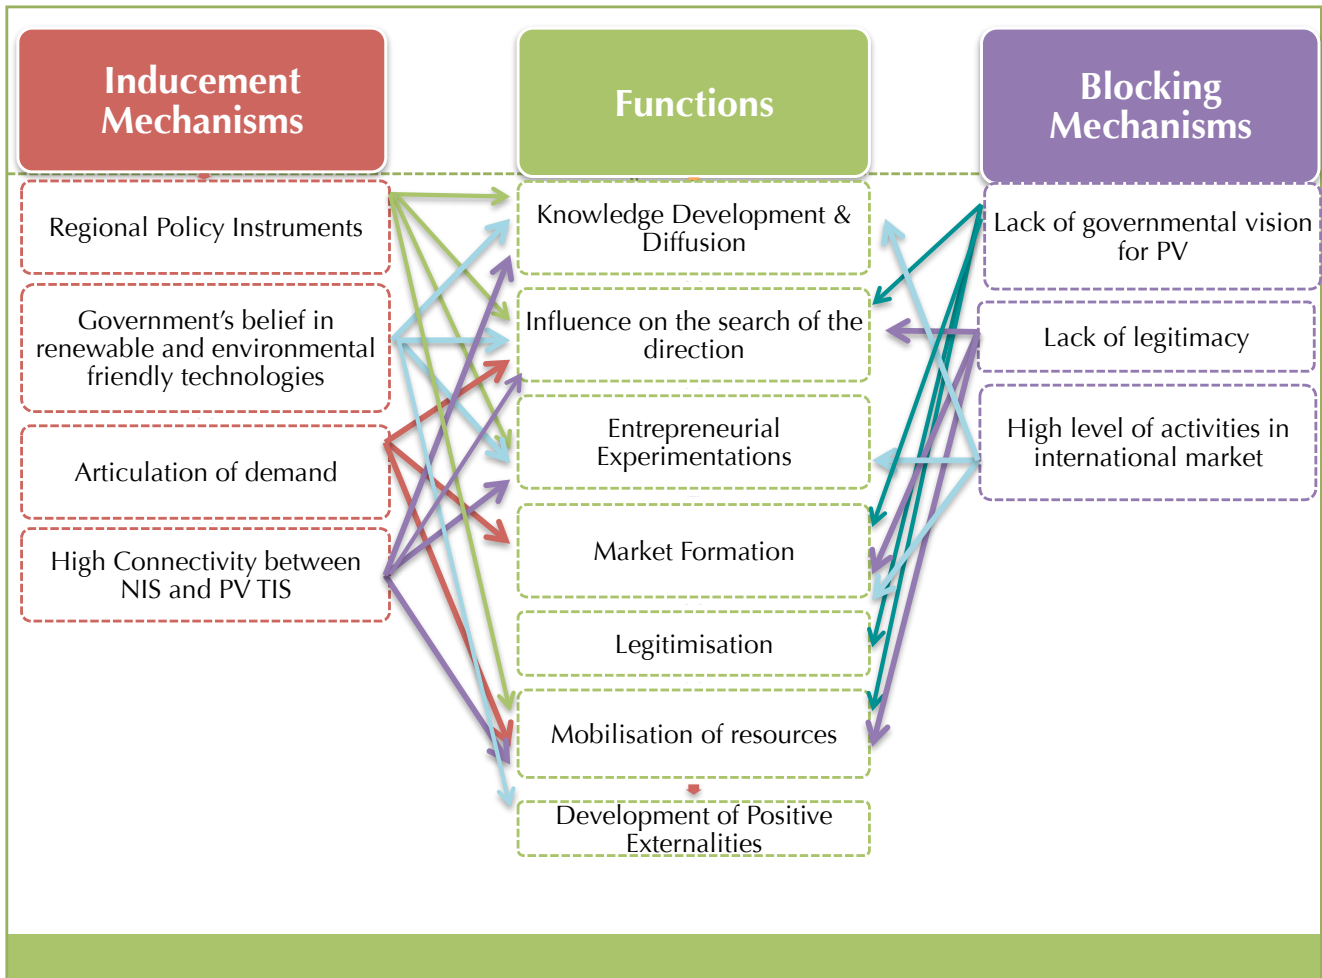 Inducement
Mechanisms
Regional Policy Instruments
Government’s belief in
renewable and environmental
friendly technologies
Articulation of demand
High Connectivity between
NIS and PV TIS
Functions
Knowledge Development &
Diffusion
Influence on the search of the
direction
Entrepreneurial
Experimentations
Market Formation
Legitimisation
Mobilisation of resources
Development of Positive
Externalities
Blocking
Mechanisms
Lack of governmental vision
for PV
Lack of legitimacy
High level of activities in
international market